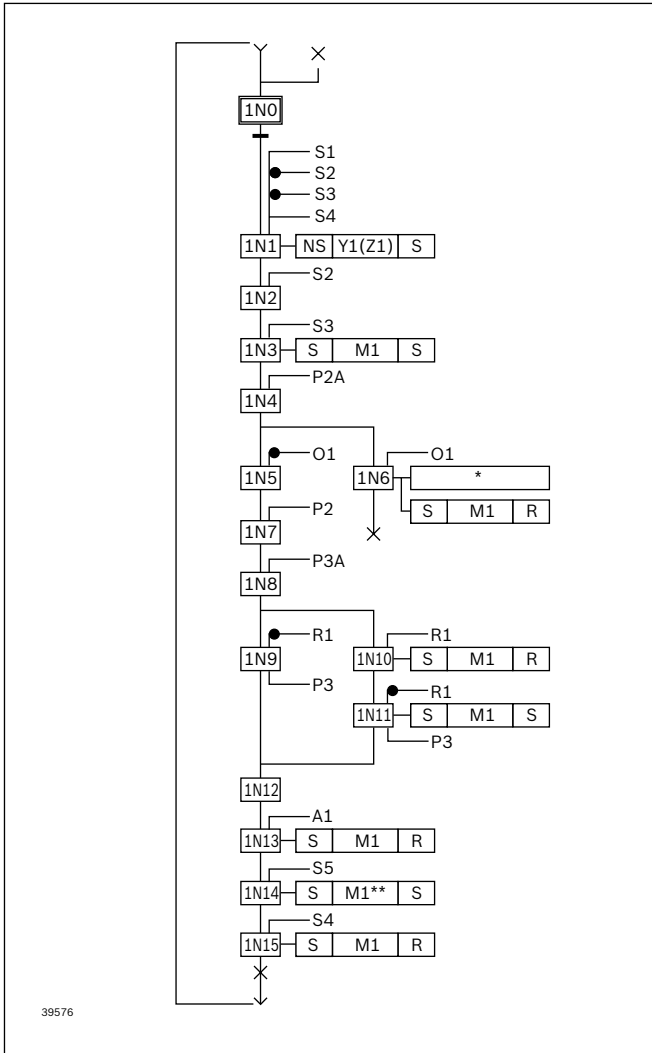 1N0
S1
S2
S3
S4
1N1 NS Y1(Z1) S
S2
1N2
S3
1N3 S M1 S
P2A
1N4
O1 O1
1N5 1N6 *
S M1 R
P2
1N7
P3A
1N8
R1 R1
1N9 1N10 S M1 R
P3 R1
1N11 S M1 S
P3
1N12
A1
1N13 S M1 R
S5
1N14 S M1** S
S4
1N15 S M1 R
39576